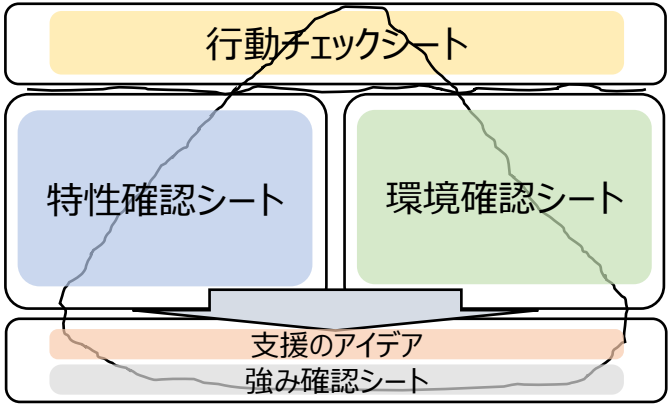 行動チェックシート
特性確認シート
環境確認シート
支援のアイデア
強み確認シート